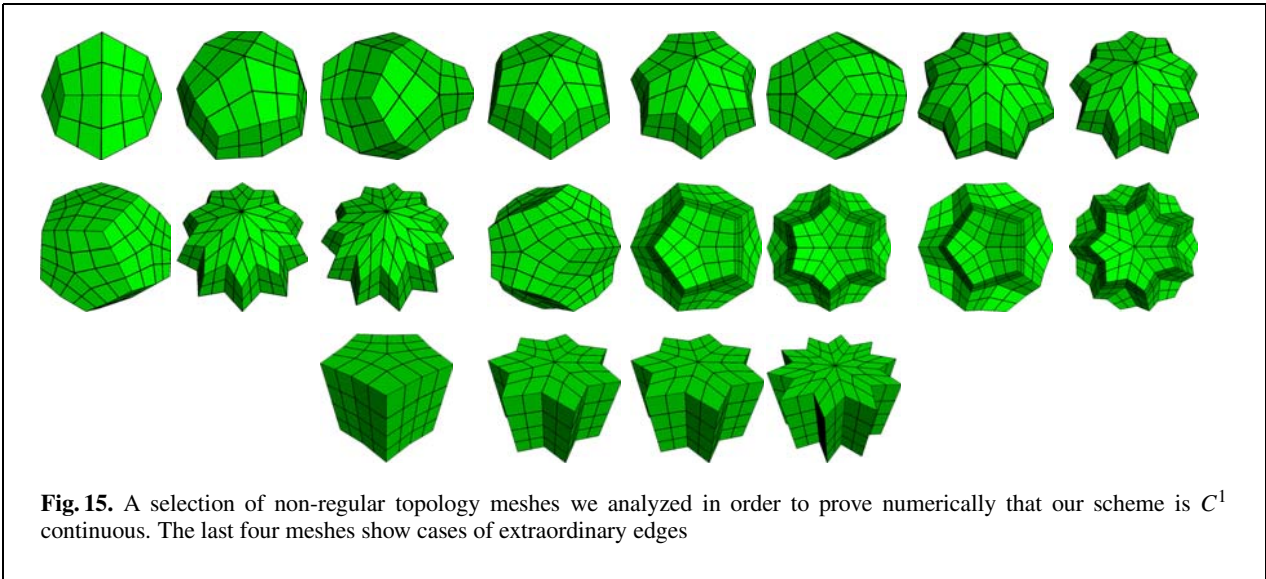 Fig. 15. A selection of non-regular topology meshes we analyzed in order to prove numerically that our scheme is C¹
continuous. The last four meshes show cases of extraordinary edges